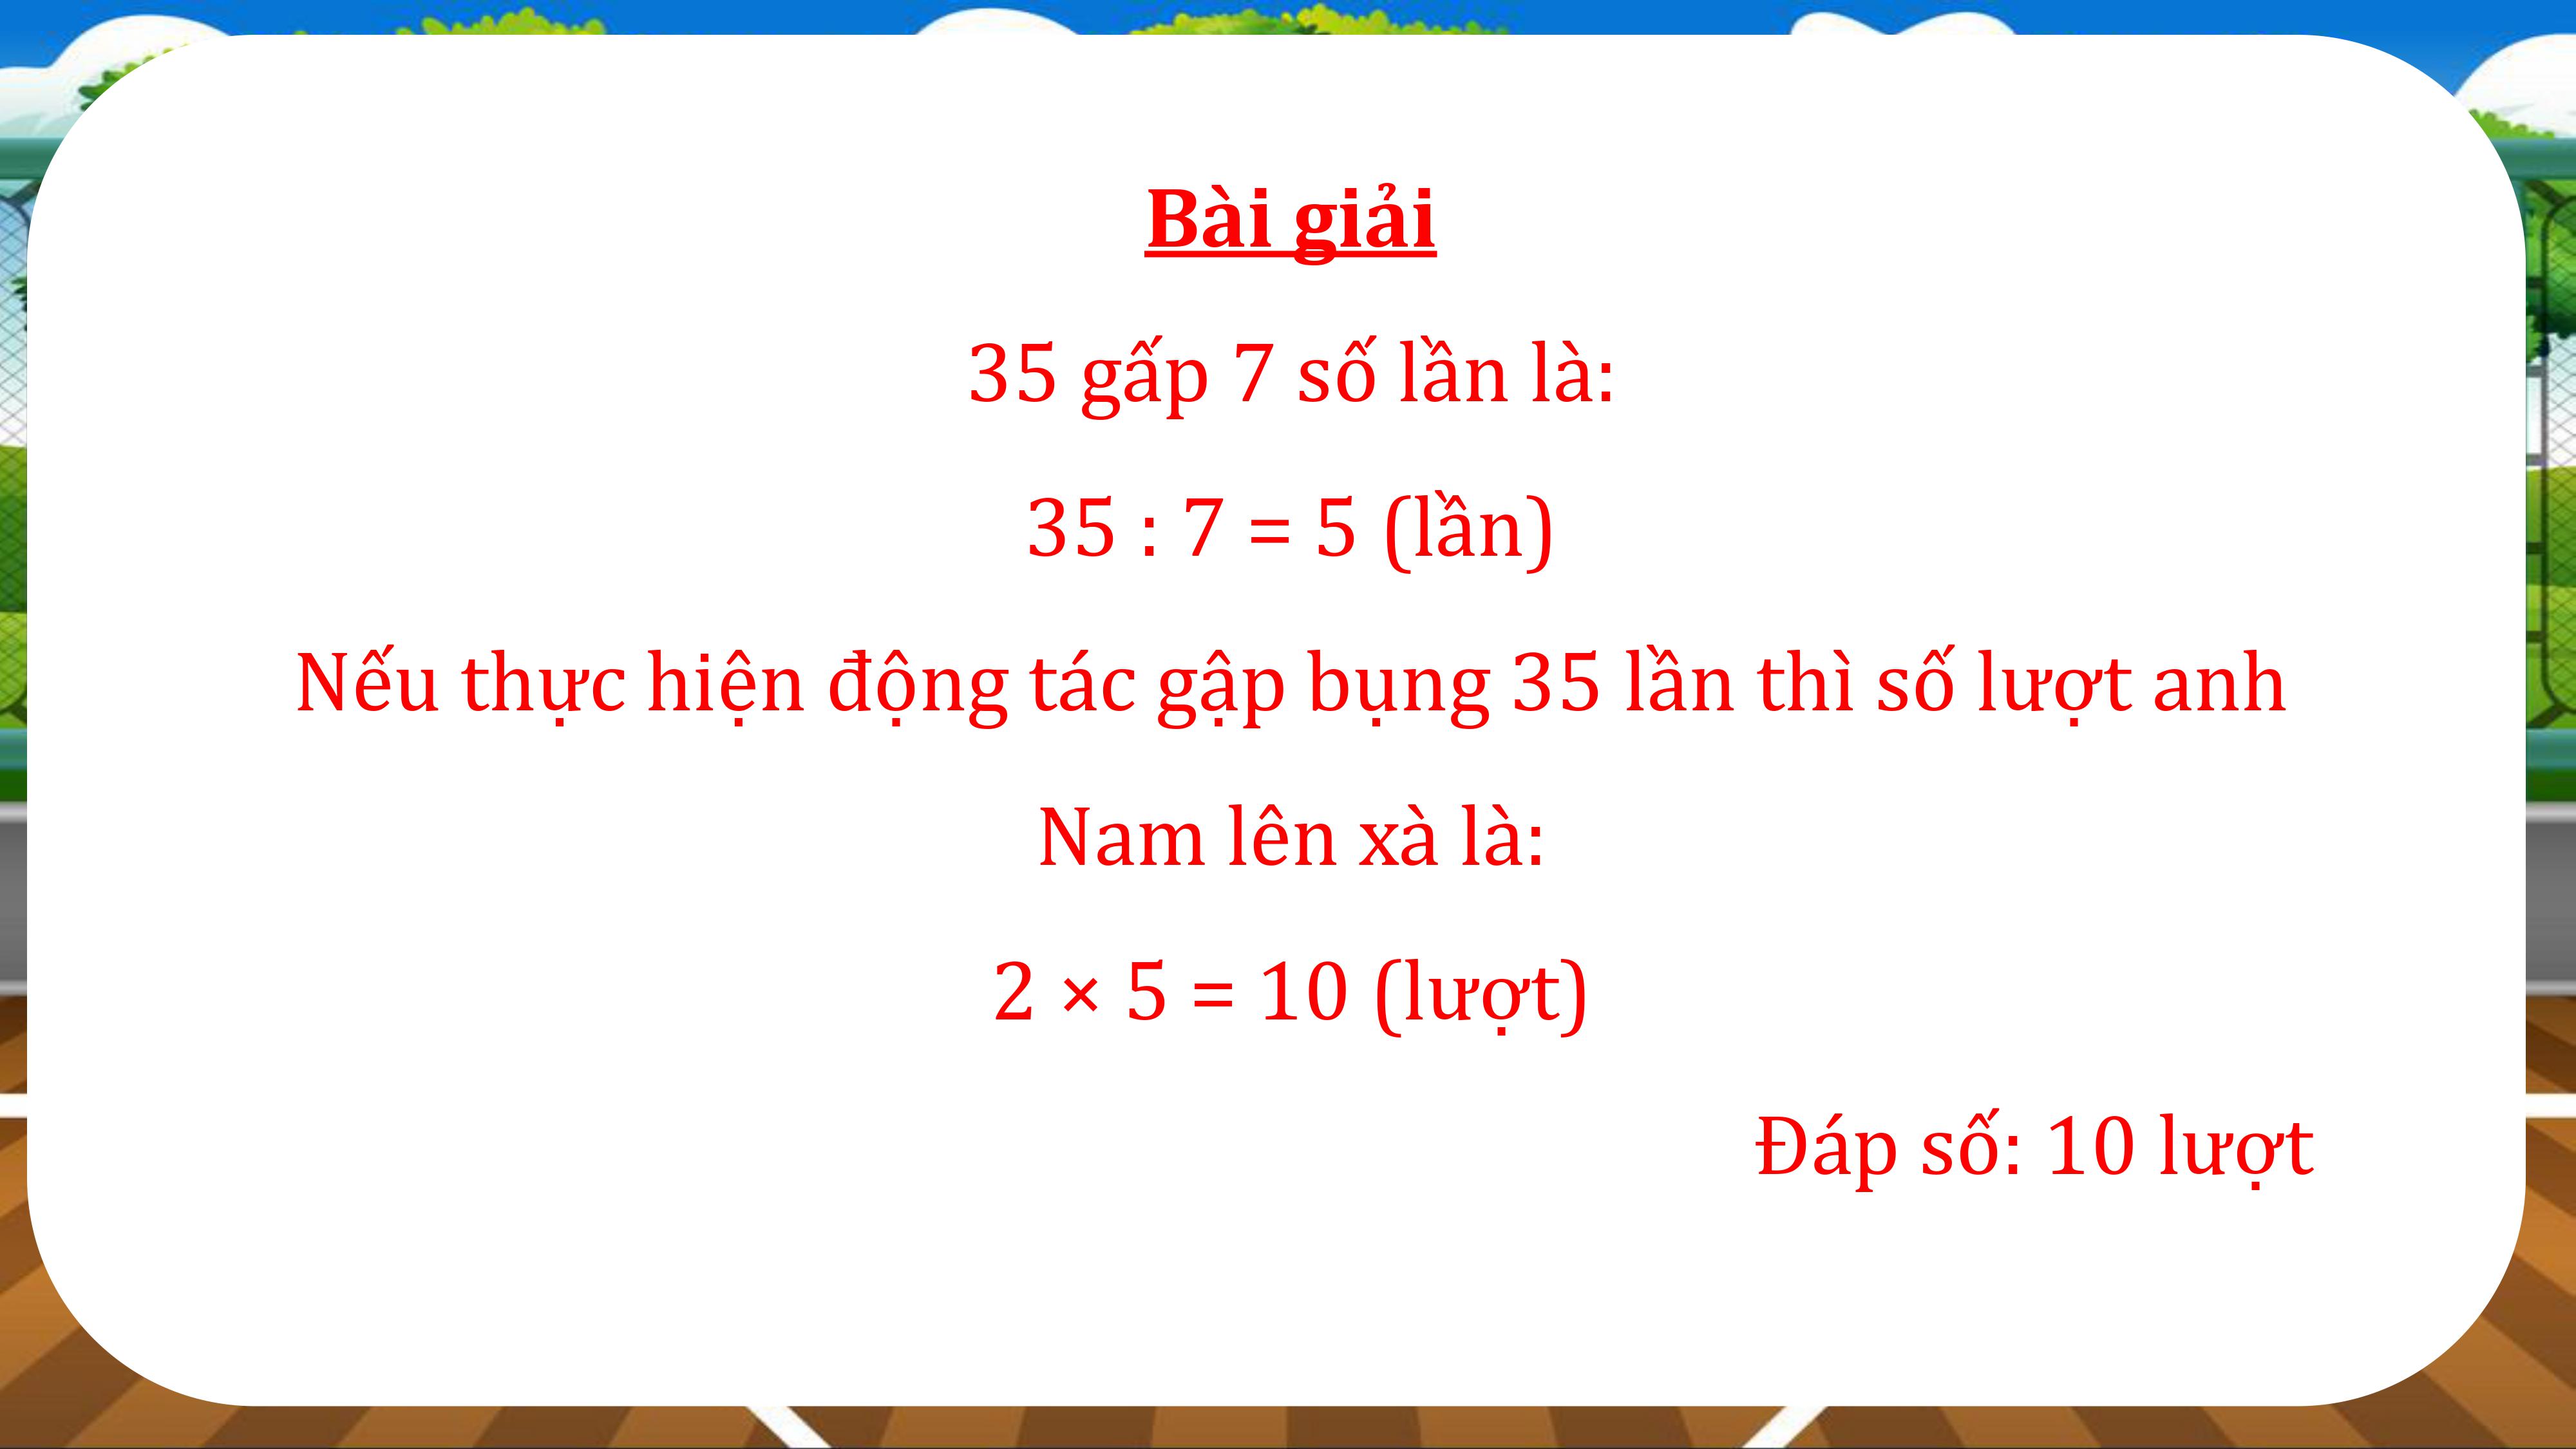 Bài giải
35 gấp 7 số lần là:
35 : 7 = 5 (lần)
Nếu thực hiện động tác gập bụng 35 lần thì số lượt anh
Nam lên xà là:
2 × 5 = 10 (lượt)
Đáp số: 10 lượt